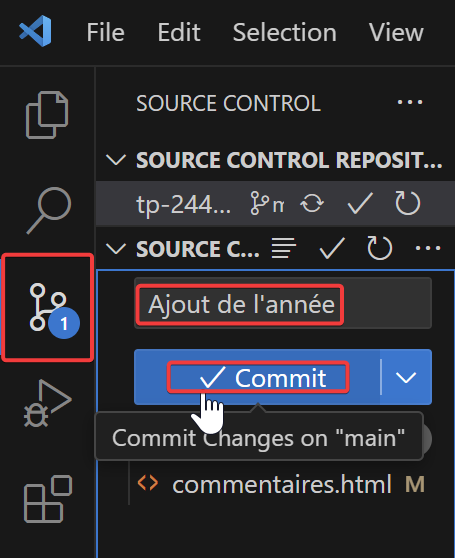 File Edit Selection View
SOURCE CONTROL ...
SOURCE CONTROL REPOSIT...
tp-244... m
SOURCE C... ...
Ajout de l'année
1
Commit
Commit Changes on "main"
commentaires.html M